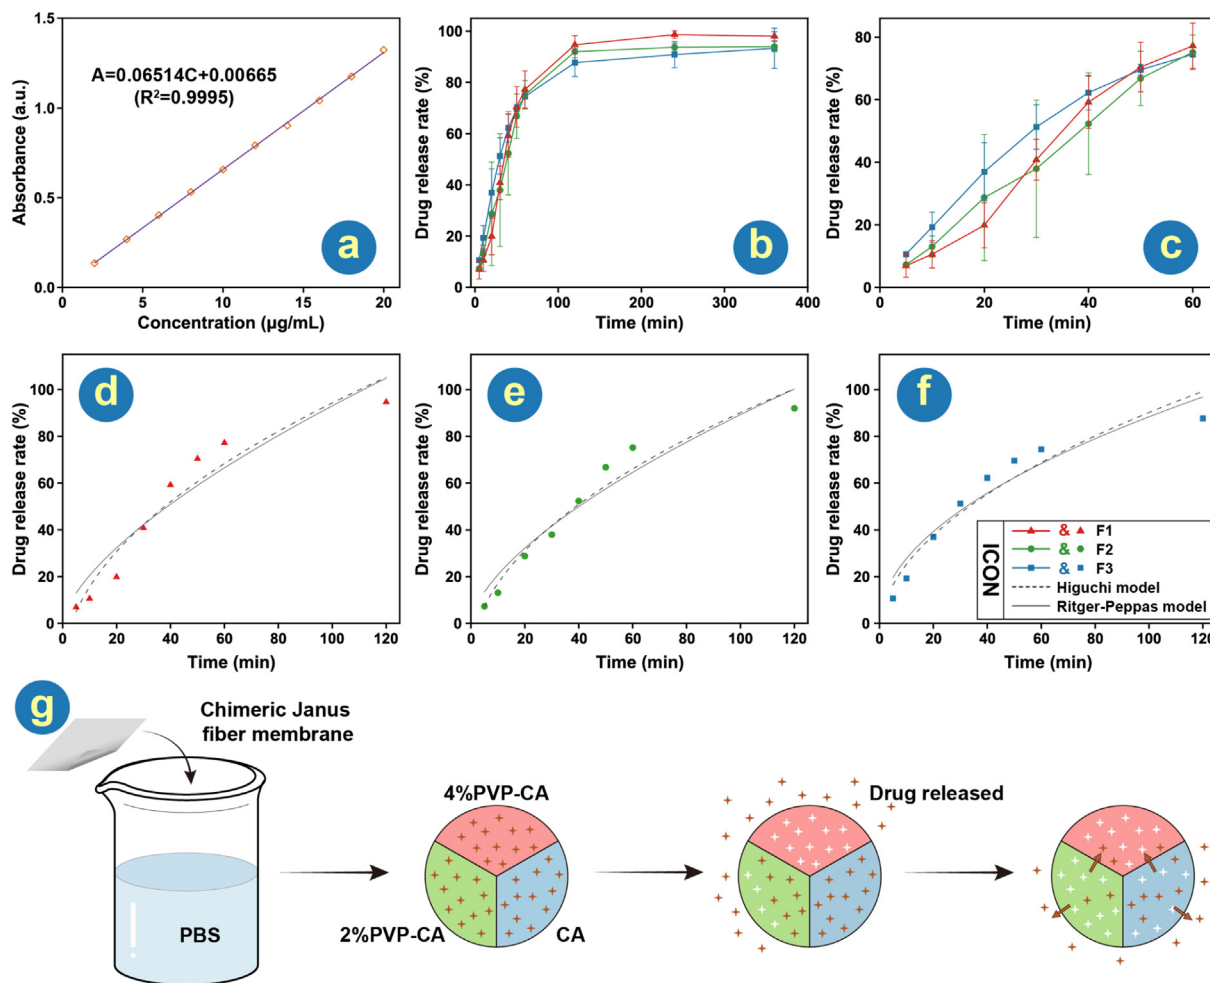 1.5
1.0
0.5
0.0
Absorbance (a.u.)
A=0.06514C+0.00665
(R²=0.9995)
a
0 5 10 15 20
Concentration (μg/mL)
100
80
60
40
20
0
Drug release rate (%)
b
0 100 200 300 400
Time (min)
80
60
40
20
0
Drug release rate (%)
c
0 20 40 60
Time (min)
100
80
60
40
20
0
Drug release rate (%)
d
0 20 40 60 80 100 120
Time (min)
100
80
60
40
20
0
Drug release rate (%)
e
0 20 40 60 80 100 120
Time (min)
100
80
60
40
20
0
Drug release rate (%)
f
ICON
& F1
& F2
& F3
Higuchi model
Ritger-Peppas model
0 20 40 60 80 100 120
Time (min)
g
Chimeric Janus
fiber membrane
PBS
4%PVP-CA
2%PVP-CA
CA
Drug released